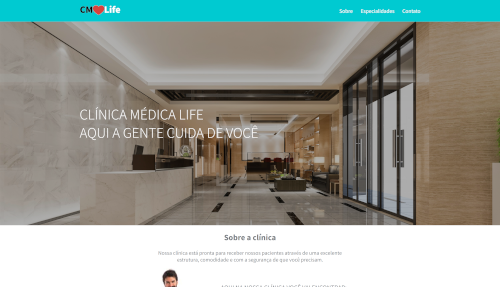 CM Life
Sobre Especialidades Contato
CLÍNICA MÉDICA LIFE
AQUI A GENTE CUIDA DE VOCÊ
Sobre a clínica
Nossa clínica está pronta para receber nossos pacientes através de uma excelente
estrutura, comodidade e com a segurança de que você precisam.